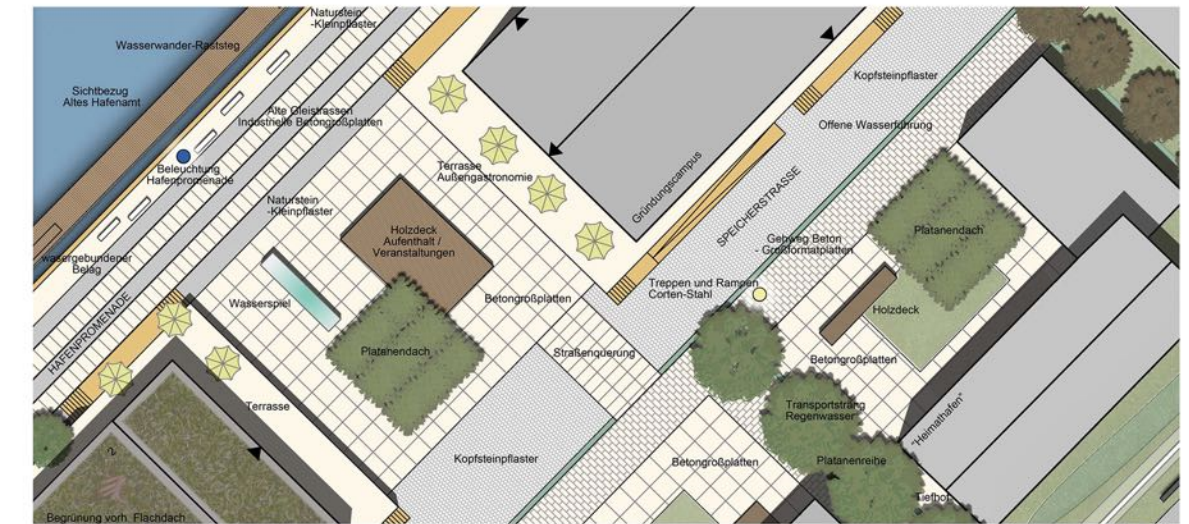 Naturstein
-Kleinpflaster
Wasserwander-Raststeg
Sichtbezug
Altes Hafenamt
Alte Gleistrassen
Industrielle Betongroßplatten
Kopfsteinpflaster
Offene Wasserführung
Beleuchtung
Hafenpromenade
Terrasse
Außengastronomie
Gründungscampus
SPEICHERSTRASSE
Naturstein
-Kleinpflaster
Holzdeck
Aufenthalt /
Veranstaltungen
Platanendach
Gehweg Beton
- Großformatplatten
wasergebundener
Belag
Treppen und Rampen
Corten-Stahl
Wasserspiel
Betongroßplatten
Holzdeck
HAFENPROMENADE
Platanendach
Straßenquerung
Betongroßplatten
Terrasse
Transportstrang
Regenwasser
"Heimathafen"
Kopfsteinpflaster
Betongroßplatten
Platanenreihe
Tiefhof
Begrünung vorh. Flachdach